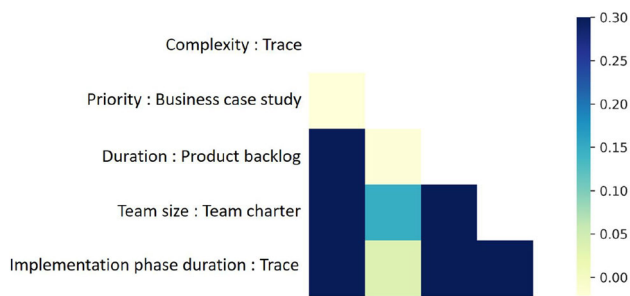 Complexity : Trace
Priority : Business case study
Duration : Product backlog
Team size : Team charter
Implementation phase duration : Trace
0.30
0.25
0.20
0.15
0.10
0.05
0.00